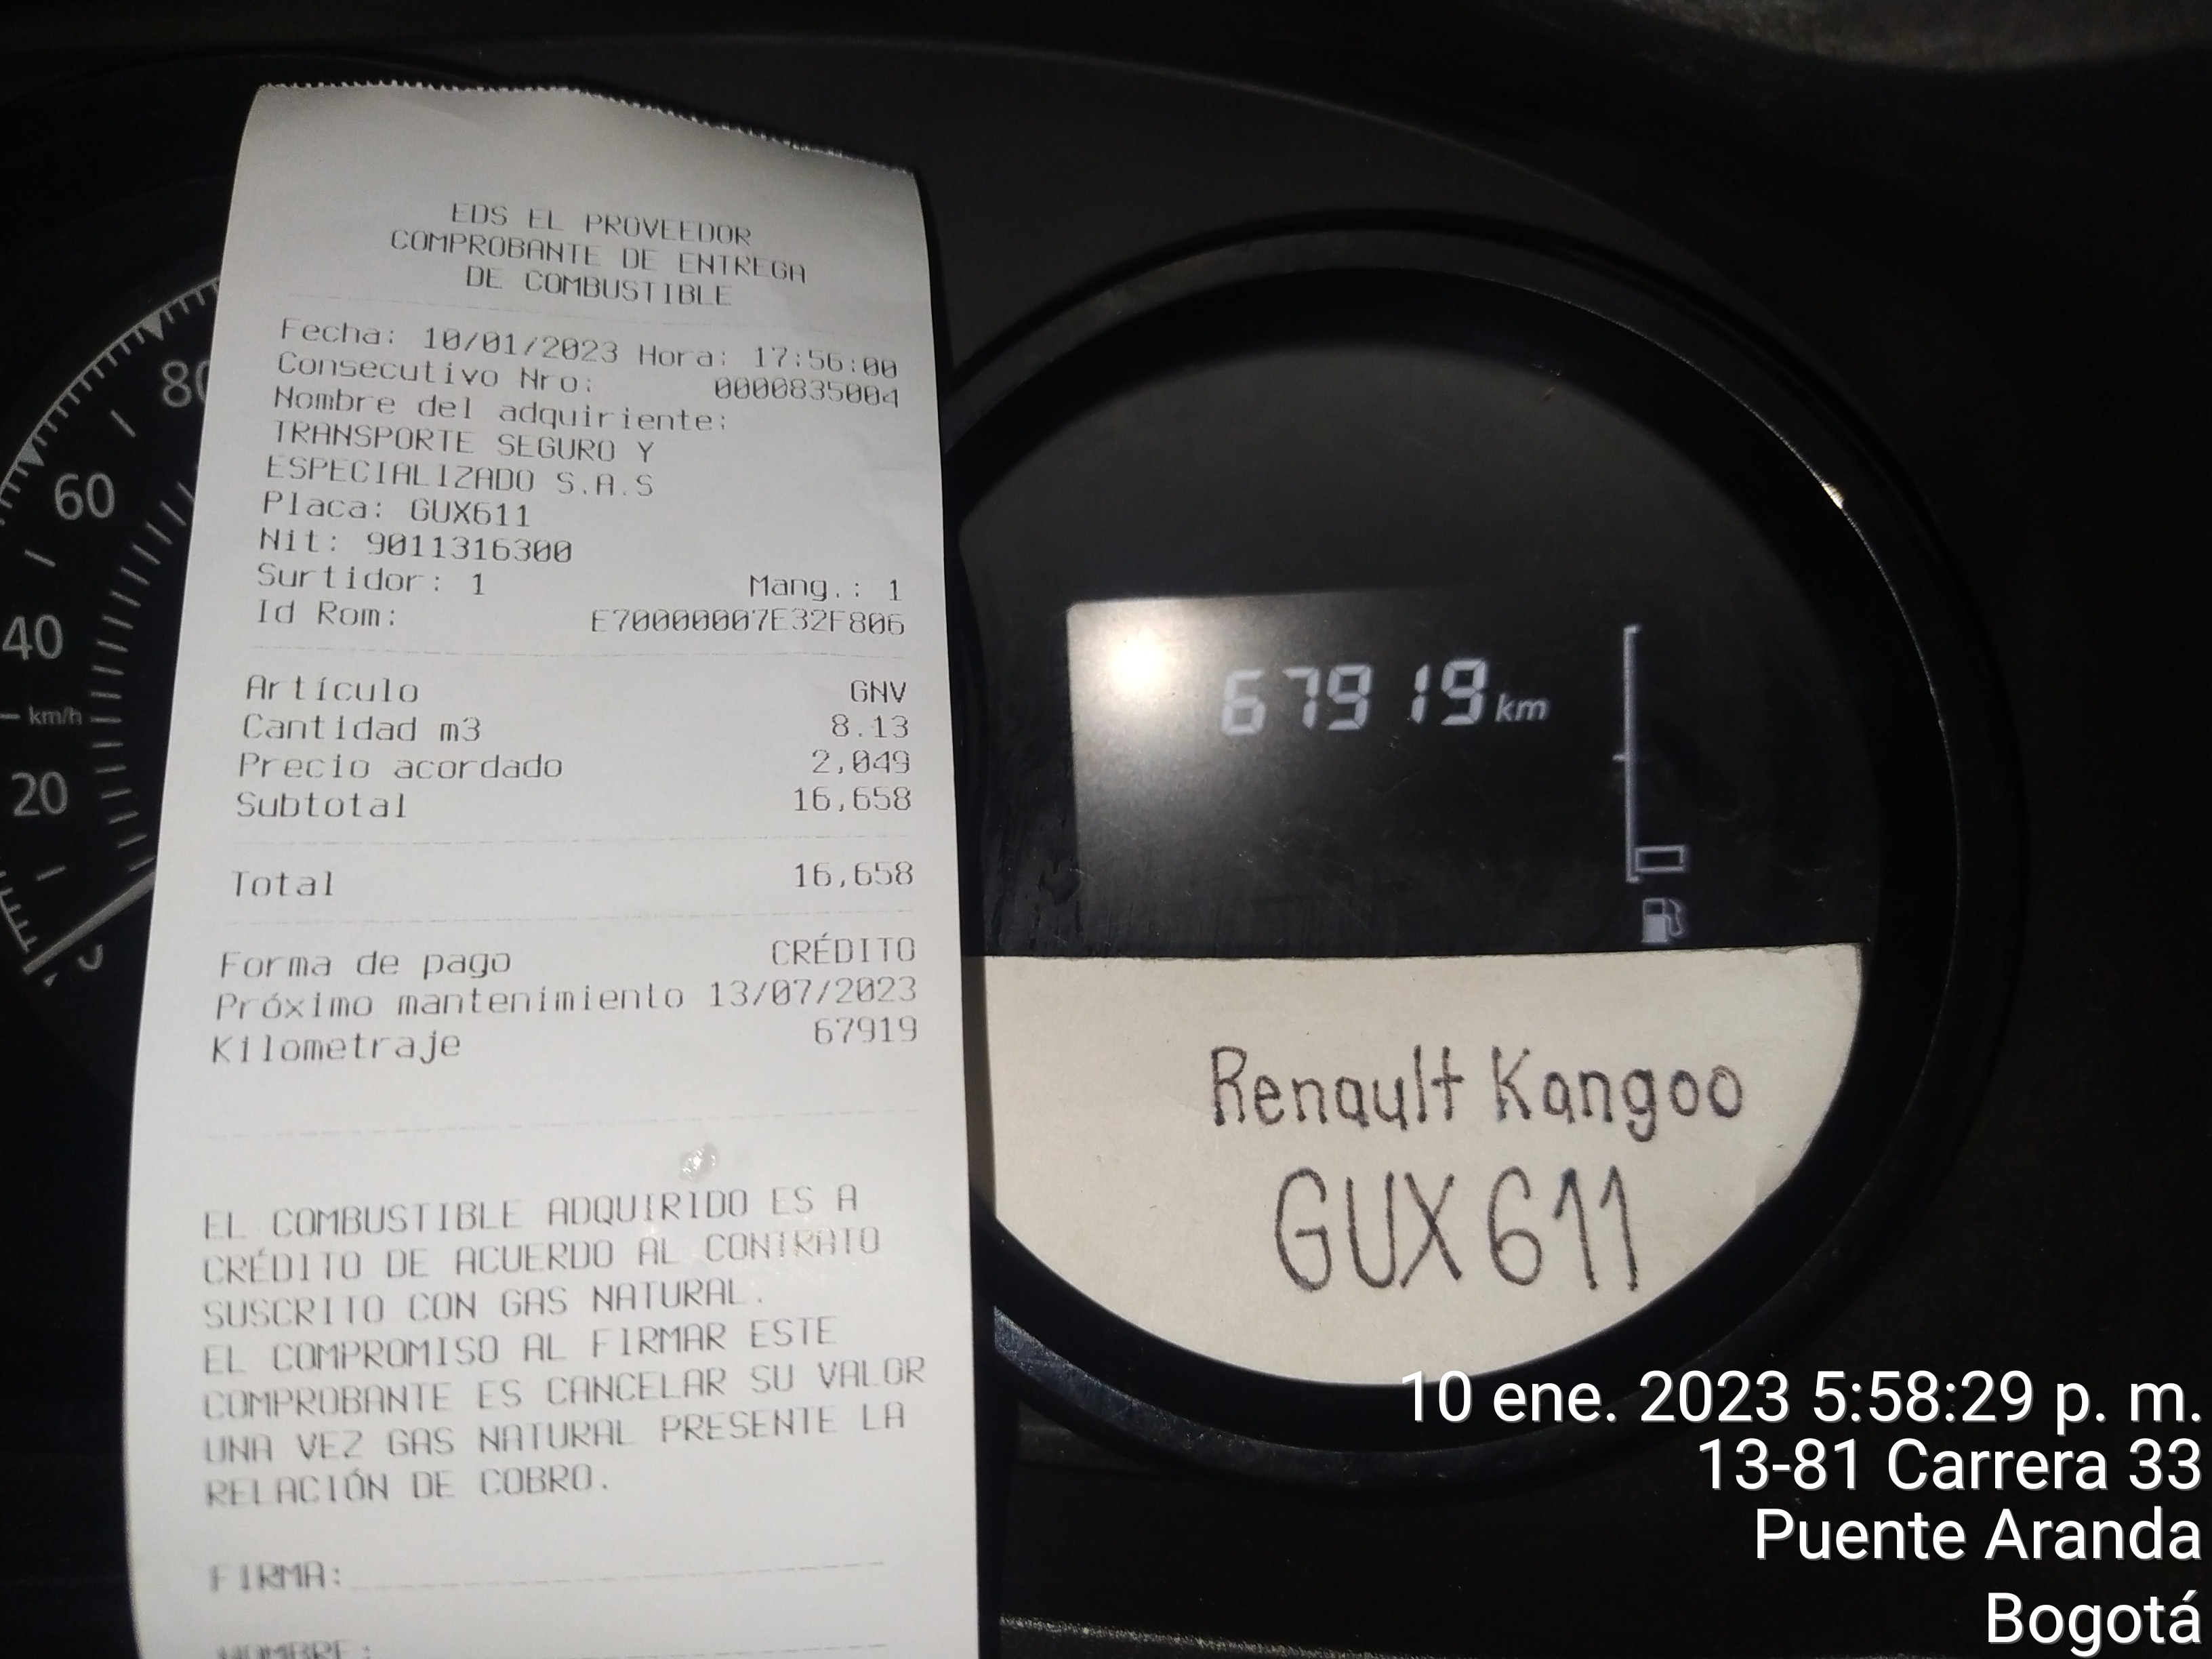 EDS EL PROVEEDOR
COMPROBANTE DE ENTREGA
DE COMBUSTIBLE
Fecha: 10/01/2023 Hora: 17:56:00
Consecutivo Nro: 0000835004
Nombre del adquiriente:
TRANSPORTE SEGURO Y
ESPECIALIZADO S.A.S
Placa: GUX611
Nit: 9011316300
Surtidor: 1 Mang.: 1
Id Rom: E70000007E32F806
Artículo GNV
Cantidad m3 8.13
Precio acordado 2,049
Subtotal 16,658
Total 16,658
Forma de pago CRÉDITO
Próximo mantenimiento 13/07/2023
Kilometraje 67919
EL COMBUSTIBLE ADQUIRIDO ES A
CRÉDITO DE ACUERDO AL CONTRATO
SUSCRITO CON GAS NATURAL.
EL COMPROMISO AL FIRMAR ESTE
COMPROBANTE ES CANCELAR SU VALOR
UNA VEZ GAS NATURAL PRESENTE LA
RELACIÓN DE COBRO.
FIRMA:
NOMBRE:
80
60
40
km/h
20
67919 km
Renault Kangoo
GUX 611
10 ene. 2023 5:58:29 p. m.
13-81 Carrera 33
Puente Aranda
Bogotá